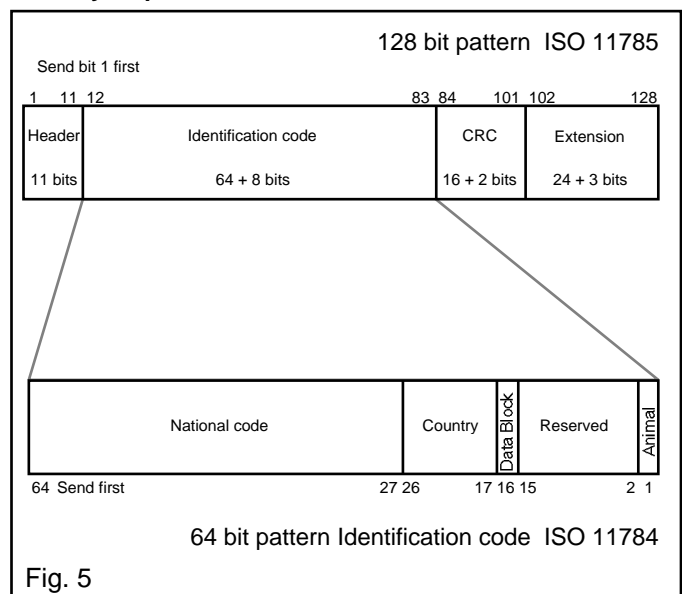 128 bit pattern ISO 11785
Send bit 1 first
1 11 12 83 84 101 102 128
Header Identification code CRC Extension
11 bits 64 + 8 bits 16 + 2 bits 24 + 3 bits
National code Country Data Block Reserved Animal
64 Send first 27 26 17 16 15 2 1
64 bit pattern Identification code ISO 11784
Fig. 5